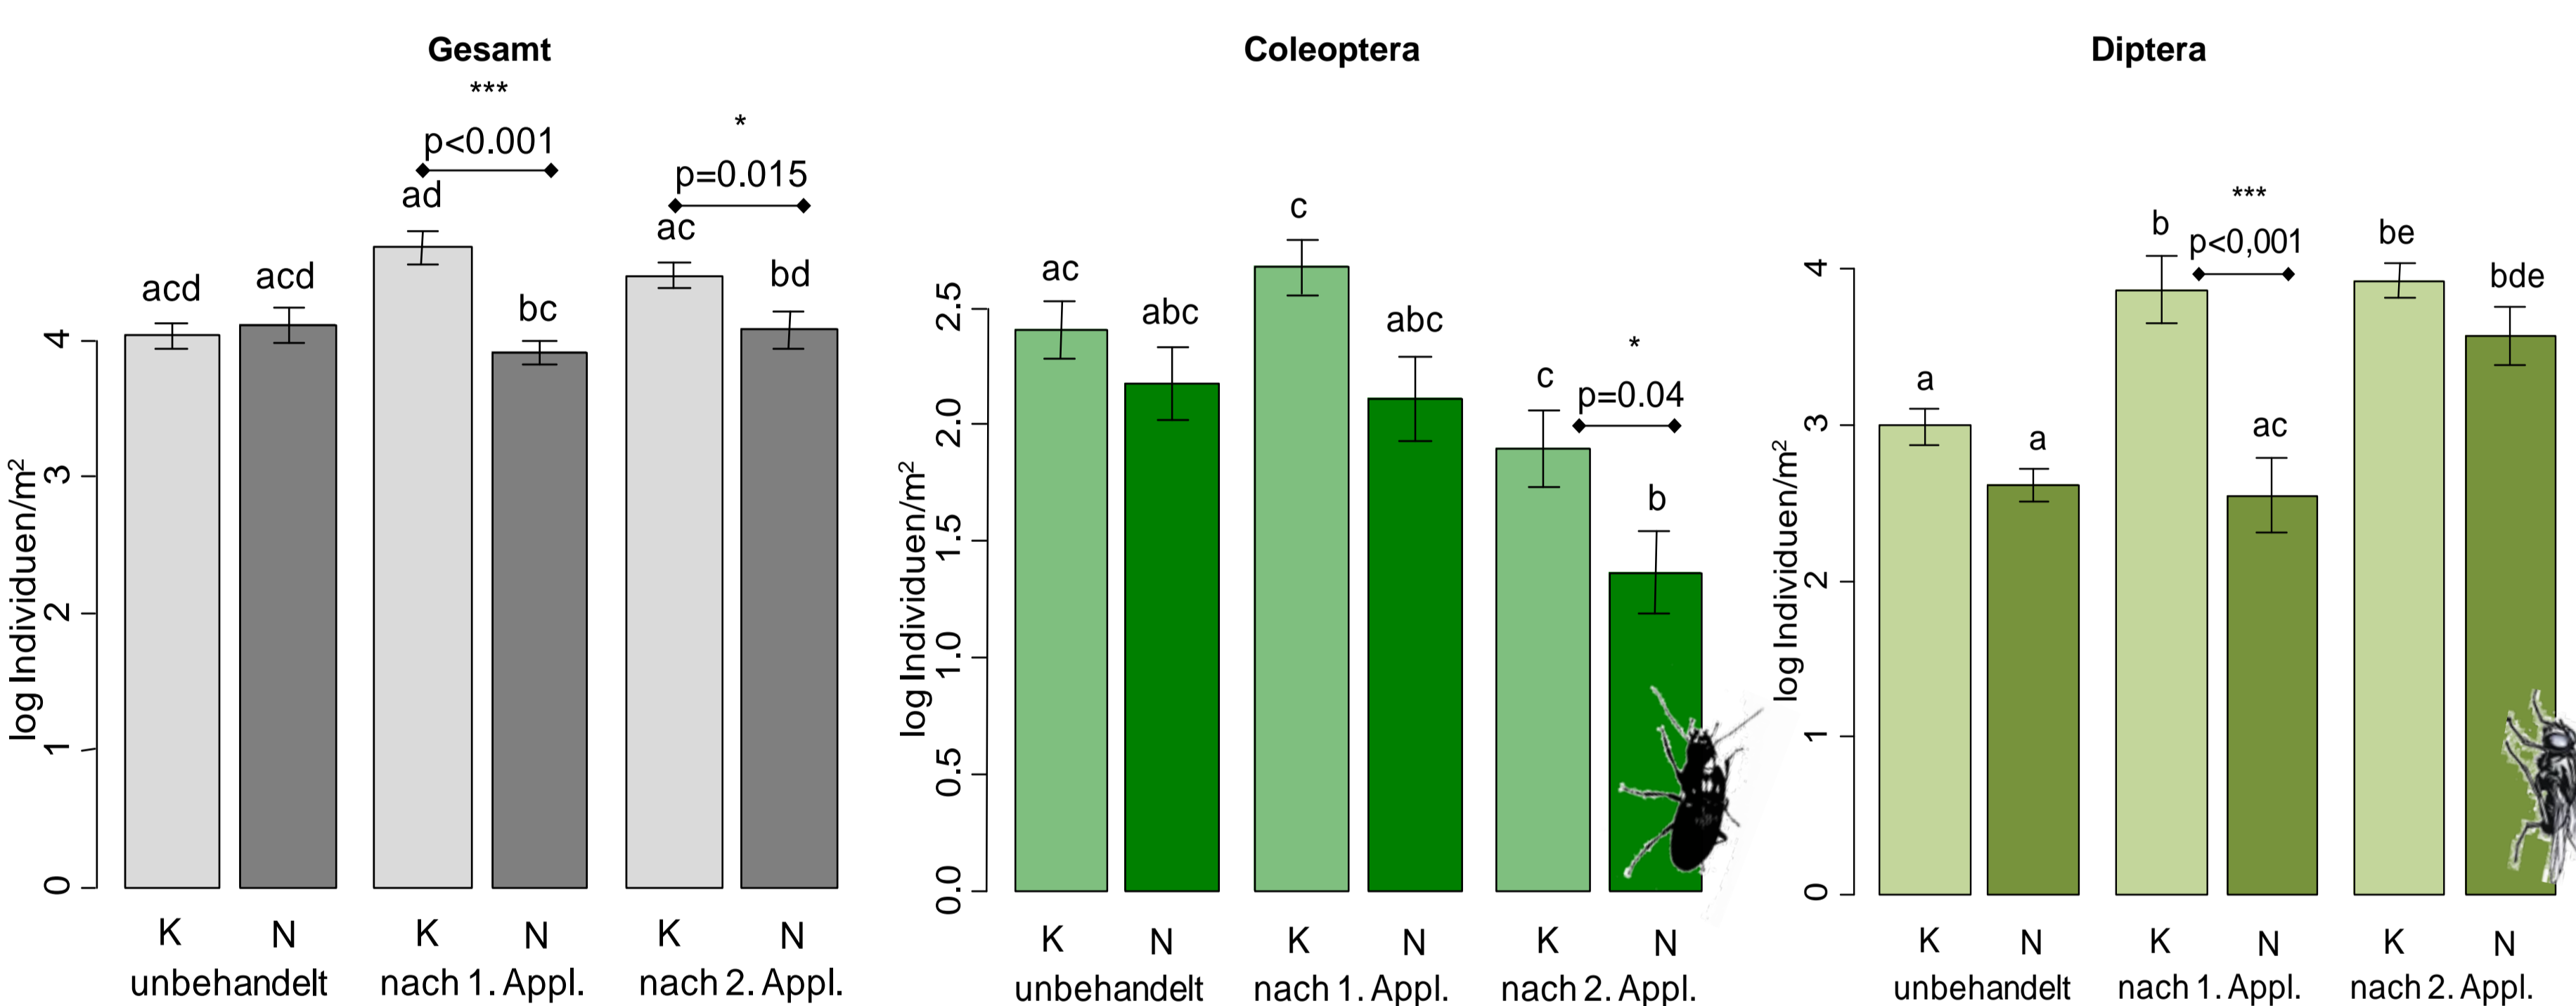 Gesamt
***
p<0.001
*
p=0.015
ad
ac
acd
acd
bc
bd
log Individuen/m²
4
3
2
1
0
K
N
K
N
K
N
unbehandelt
nach 1. Appl.
nach 2. Appl.
Coleoptera
c
ac
abc
abc
*
p=0.04
c
b
log Individuen/m²
2.5
2.0
1.5
1.0
0.5
0.0
K
N
K
N
K
N
unbehandelt
nach 1. Appl.
nach 2. Appl.
Diptera
***
p<0,001
b
be
bde
a
a
ac
log Individuen/m²
4
3
2
1
0
K
N
K
N
K
N
unbehandelt
nach 1. Appl.
nach 2. Appl.